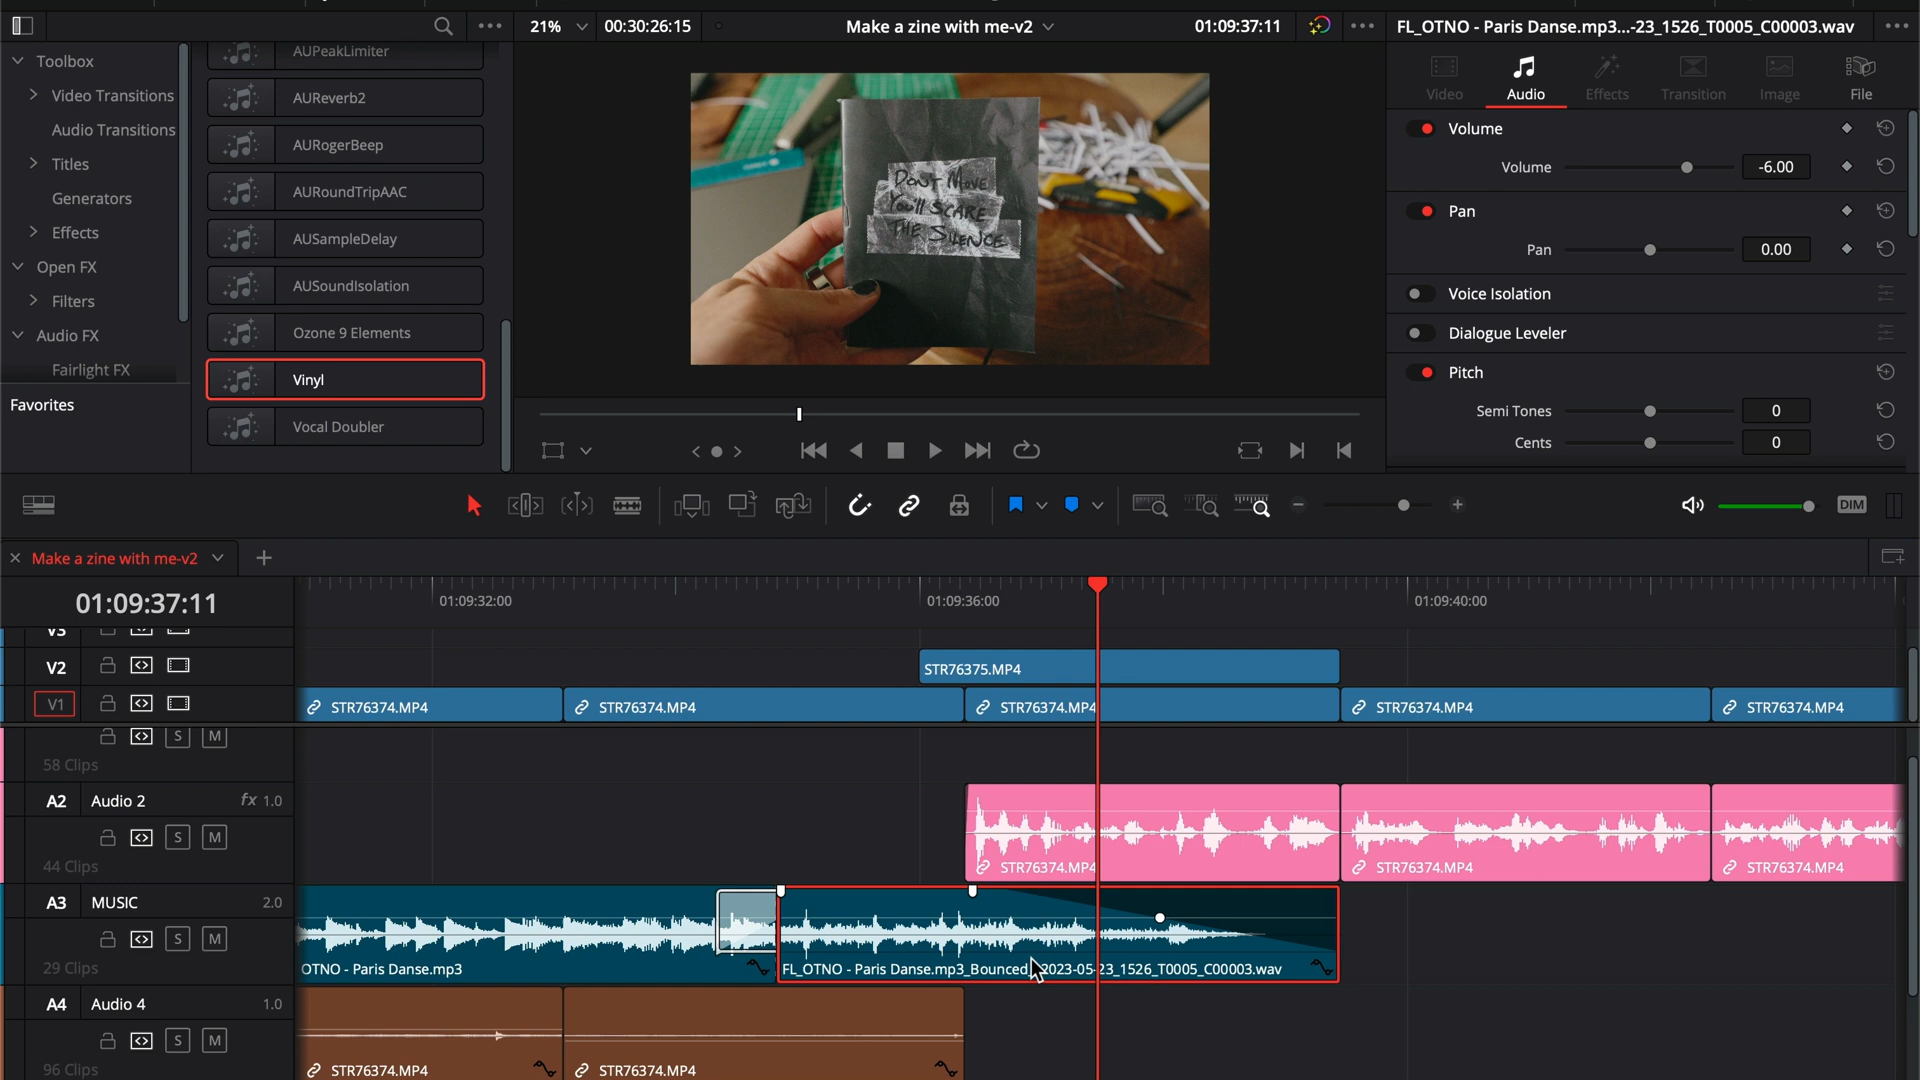 21%
00:30:26:15
Make a zine with me-v2
01:09:37:11
FL_OTNO - Paris Danse.mp3...-23_1526_T0005_C00003.wav
Toolbox
Video Transitions
Audio Transitions
Titles
Generators
Effects
Open FX
Filters
Audio FX
Fairlight FX
Favorites
AUPeakLimiter
AUReverb2
AURogerBeep
AURoundTripAAC
AUSampleDelay
AUSoundIsolation
Ozone 9 Elements
Vinyl
Vocal Doubler
DON'T MOVE
YOU'll SCARE
THE SILENCE
Video
Audio
Effects
Transition
Image
File
Volume
Volume -6.00
Pan
Pan 0.00
Voice Isolation
Dialogue Leveler
Pitch
Semi Tones 0
Cents 0
DIM
Make a zine with me-v2
01:09:37:11
01:09:32:00
01:09:36:00
01:09:40:00
V3
V2
STR76375.MP4
V1
STR76374.MP4
STR76374.MP4
STR76374.MP4
STR76374.MP4
STR76374.MP4
S M
58 Clips
A2 Audio 2 fx 1.0
S M
44 Clips
STR76374.MP4
STR76374.MP4
STR76374.MP4
A3 MUSIC 2.0
S M
29 Clips
OTNO - Paris Danse.mp3
FL_OTNO - Paris Danse.mp3_Bounced 2023-05-23_1526_T0005_C00003.wav
A4 Audio 4 1.0
S M
96 Clips
STR76374.MP4
STR76374.MP4